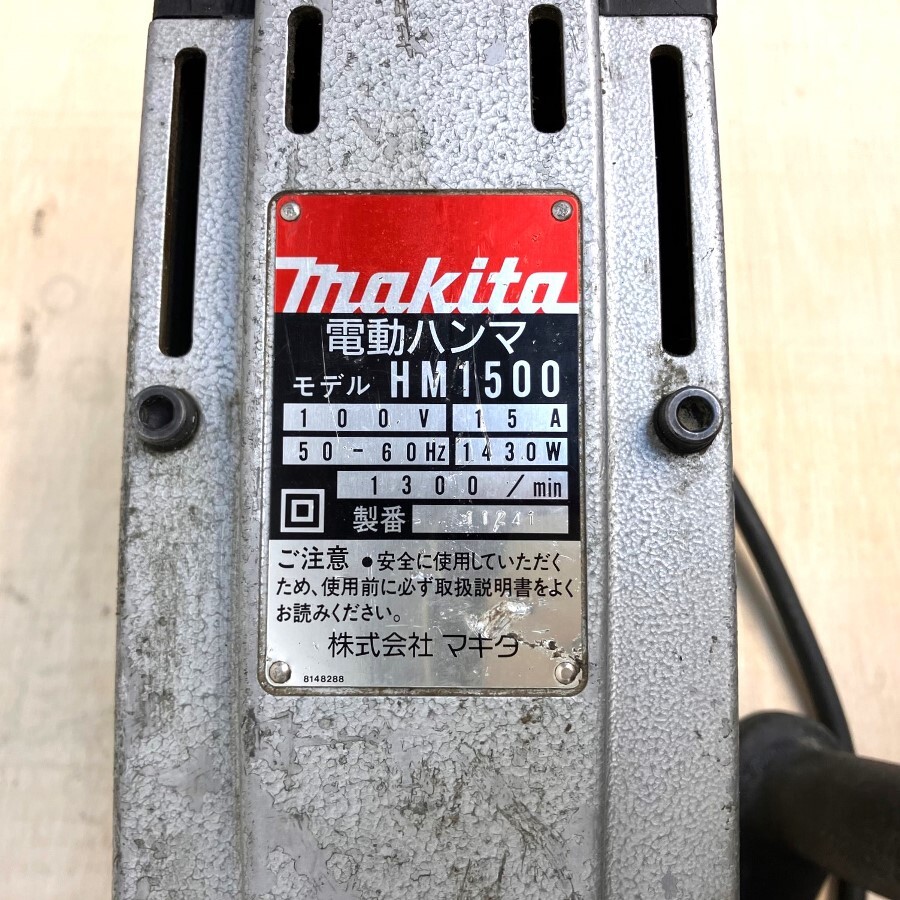 makita
電動ハンマ
モデル HM1500
100V 15A
50-60Hz 1430W
1300/min
製番
ご注意 ●安全に使用していただく
ため、使用前に必ず取扱説明書をよく
お読みください。
株式会社 マキタ
8148288